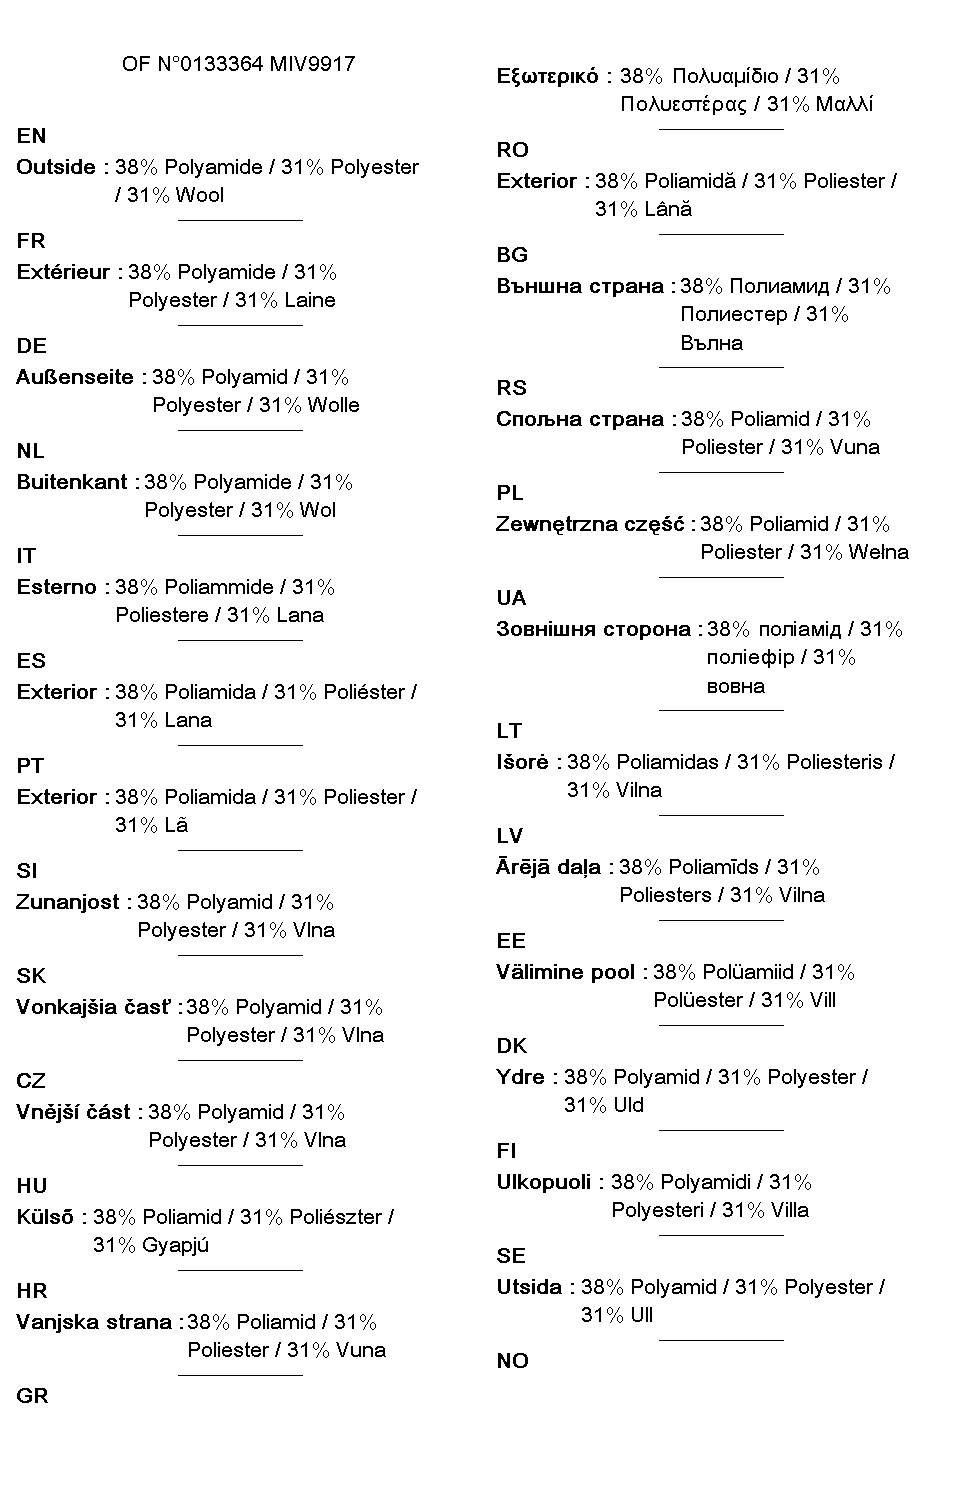 OF N°0133364 MIV9917
EN
Outside : 38% Polyamide / 31% Polyester
/ 31% Wool
FR
Extérieur : 38% Polyamide / 31%
Polyester / 31% Laine
DE
Außenseite : 38% Polyamid / 31%
Polyester / 31% Wolle
NL
Buitenkant : 38% Polyamide / 31%
Polyester / 31% Wol
IT
Esterno : 38% Poliammide / 31%
Poliestere / 31% Lana
ES
Exterior : 38% Poliamida / 31% Poliéster /
31% Lana
PT
Exterior : 38% Poliamida / 31% Poliester /
31% Lã
SI
Zunanjost : 38% Polyamid / 31%
Polyester / 31% Vlna
SK
Vonkajšia časť : 38% Polyamid / 31%
Polyester / 31% Vlna
CZ
Vnější část : 38% Polyamid / 31%
Polyester / 31% Vlna
HU
Külső : 38% Poliamid / 31% Poliészter /
31% Gyapjú
HR
Vanjska strana : 38% Poliamid / 31%
Poliester / 31% Vuna
GR
Εξωτερικό : 38% Πολυαμίδιο / 31%
Πολυεστέρας / 31% Μαλλί
RO
Exterior : 38% Poliamidă / 31% Poliester /
31% Lână
BG
Външна страна : 38% Полиамид / 31%
Полиестер / 31%
Вълна
RS
Спољна страна : 38% Poliamid / 31%
Poliester / 31% Vuna
PL
Zewnętrzna część : 38% Poliamid / 31%
Poliester / 31% Welna
UA
Зовнішня сторона : 38% поліамід / 31%
поліефір / 31%
вовна
LT
Išorė : 38% Poliamidas / 31% Poliesteris /
31% Vilna
LV
Ārējā daļa : 38% Poliamīds / 31%
Poliesters / 31% Vilna
EE
Välimine pool : 38% Polüamiid / 31%
Polüester / 31% Vill
DK
Ydre : 38% Polyamid / 31% Polyester /
31% Uld
FI
Ulkopuoli : 38% Polyamidi / 31%
Polyesteri / 31% Villa
SE
Utsida : 38% Polyamid / 31% Polyester /
31% Ull
NO